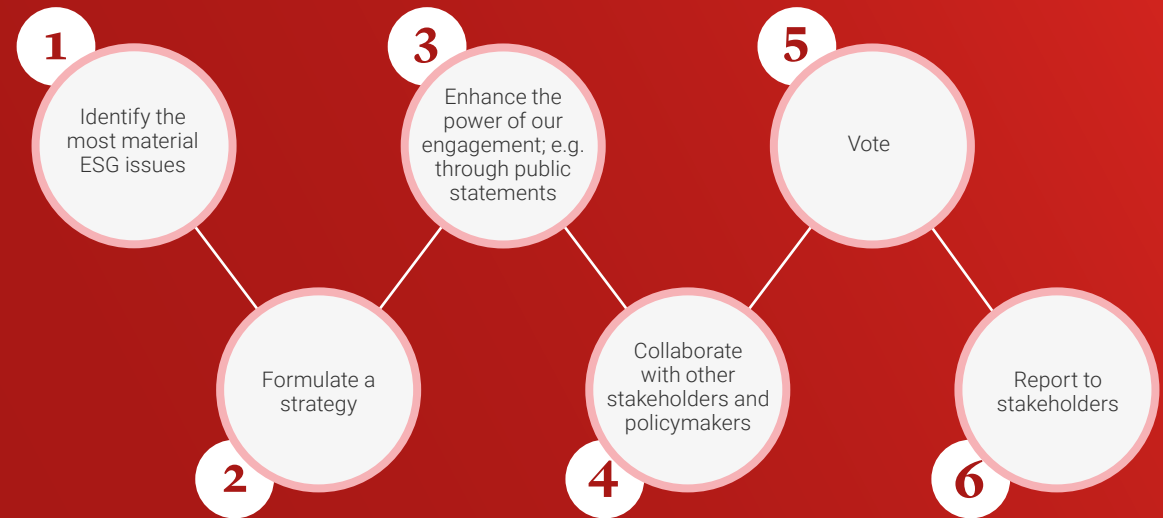 1
Identify the
most material
ESG issues
2
Formulate a
strategy
3
Enhance the
power of our
engagement; e.g.
through public
statements
4
Collaborate
with other
stakeholders and
policymakers
5
Vote
6
Report to
stakeholders